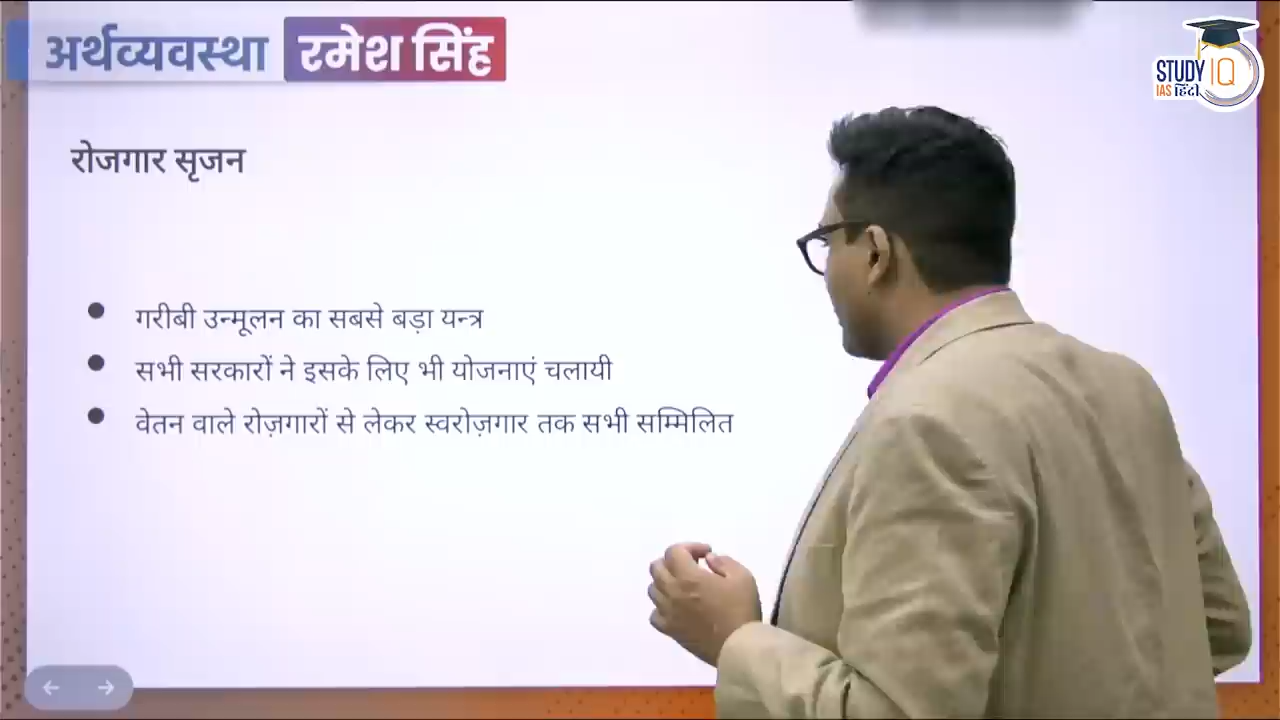 अर्थव्यवस्था रमेश सिंह
STUDY IQ
IAS हिंदी
रोजगार सृजन
गरीबी उन्मूलन का सबसे बड़ा यन्त्र
सभी सरकारों ने इसके लिए भी योजनाएं चलायी
वेतन वाले रोज़गारों से लेकर स्वरोज़गार तक सभी सम्मिलित